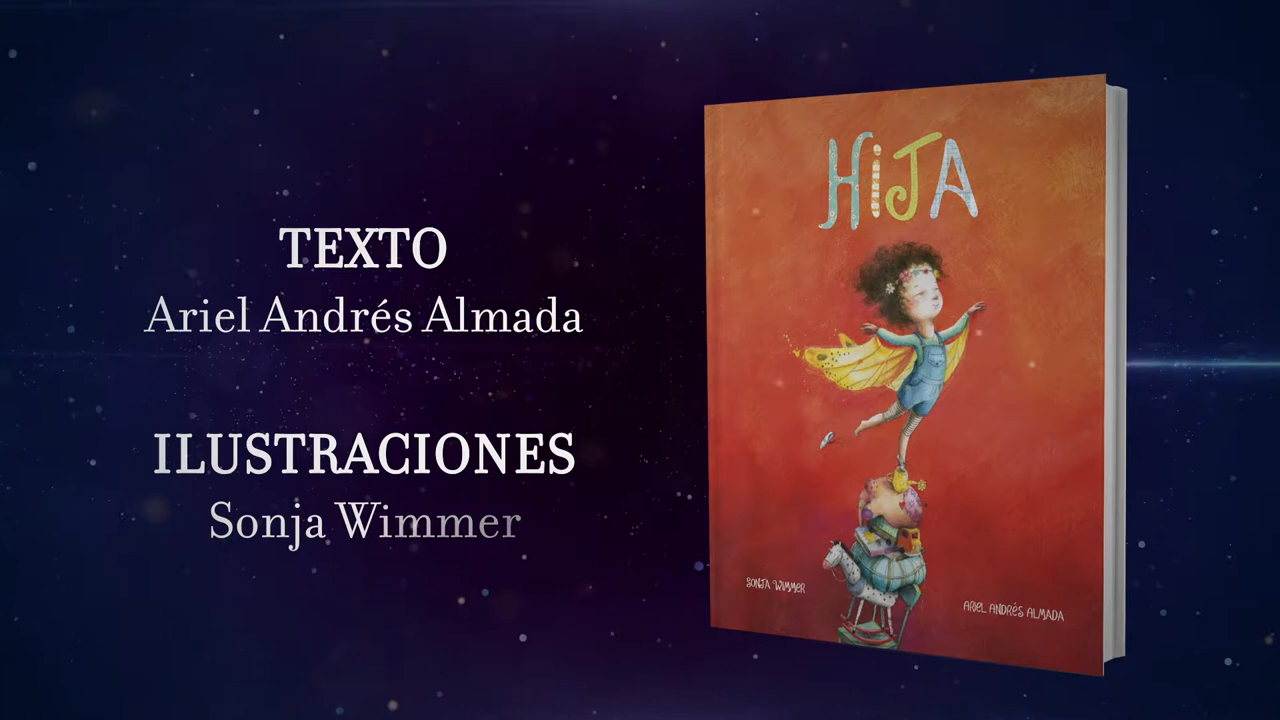 TEXTO
Ariel Andrés Almada
ILUSTRACIONES
Sonja Wimmer
HiJA
SONJA WIMMER
ARIEL ANDRÉS ALMADA